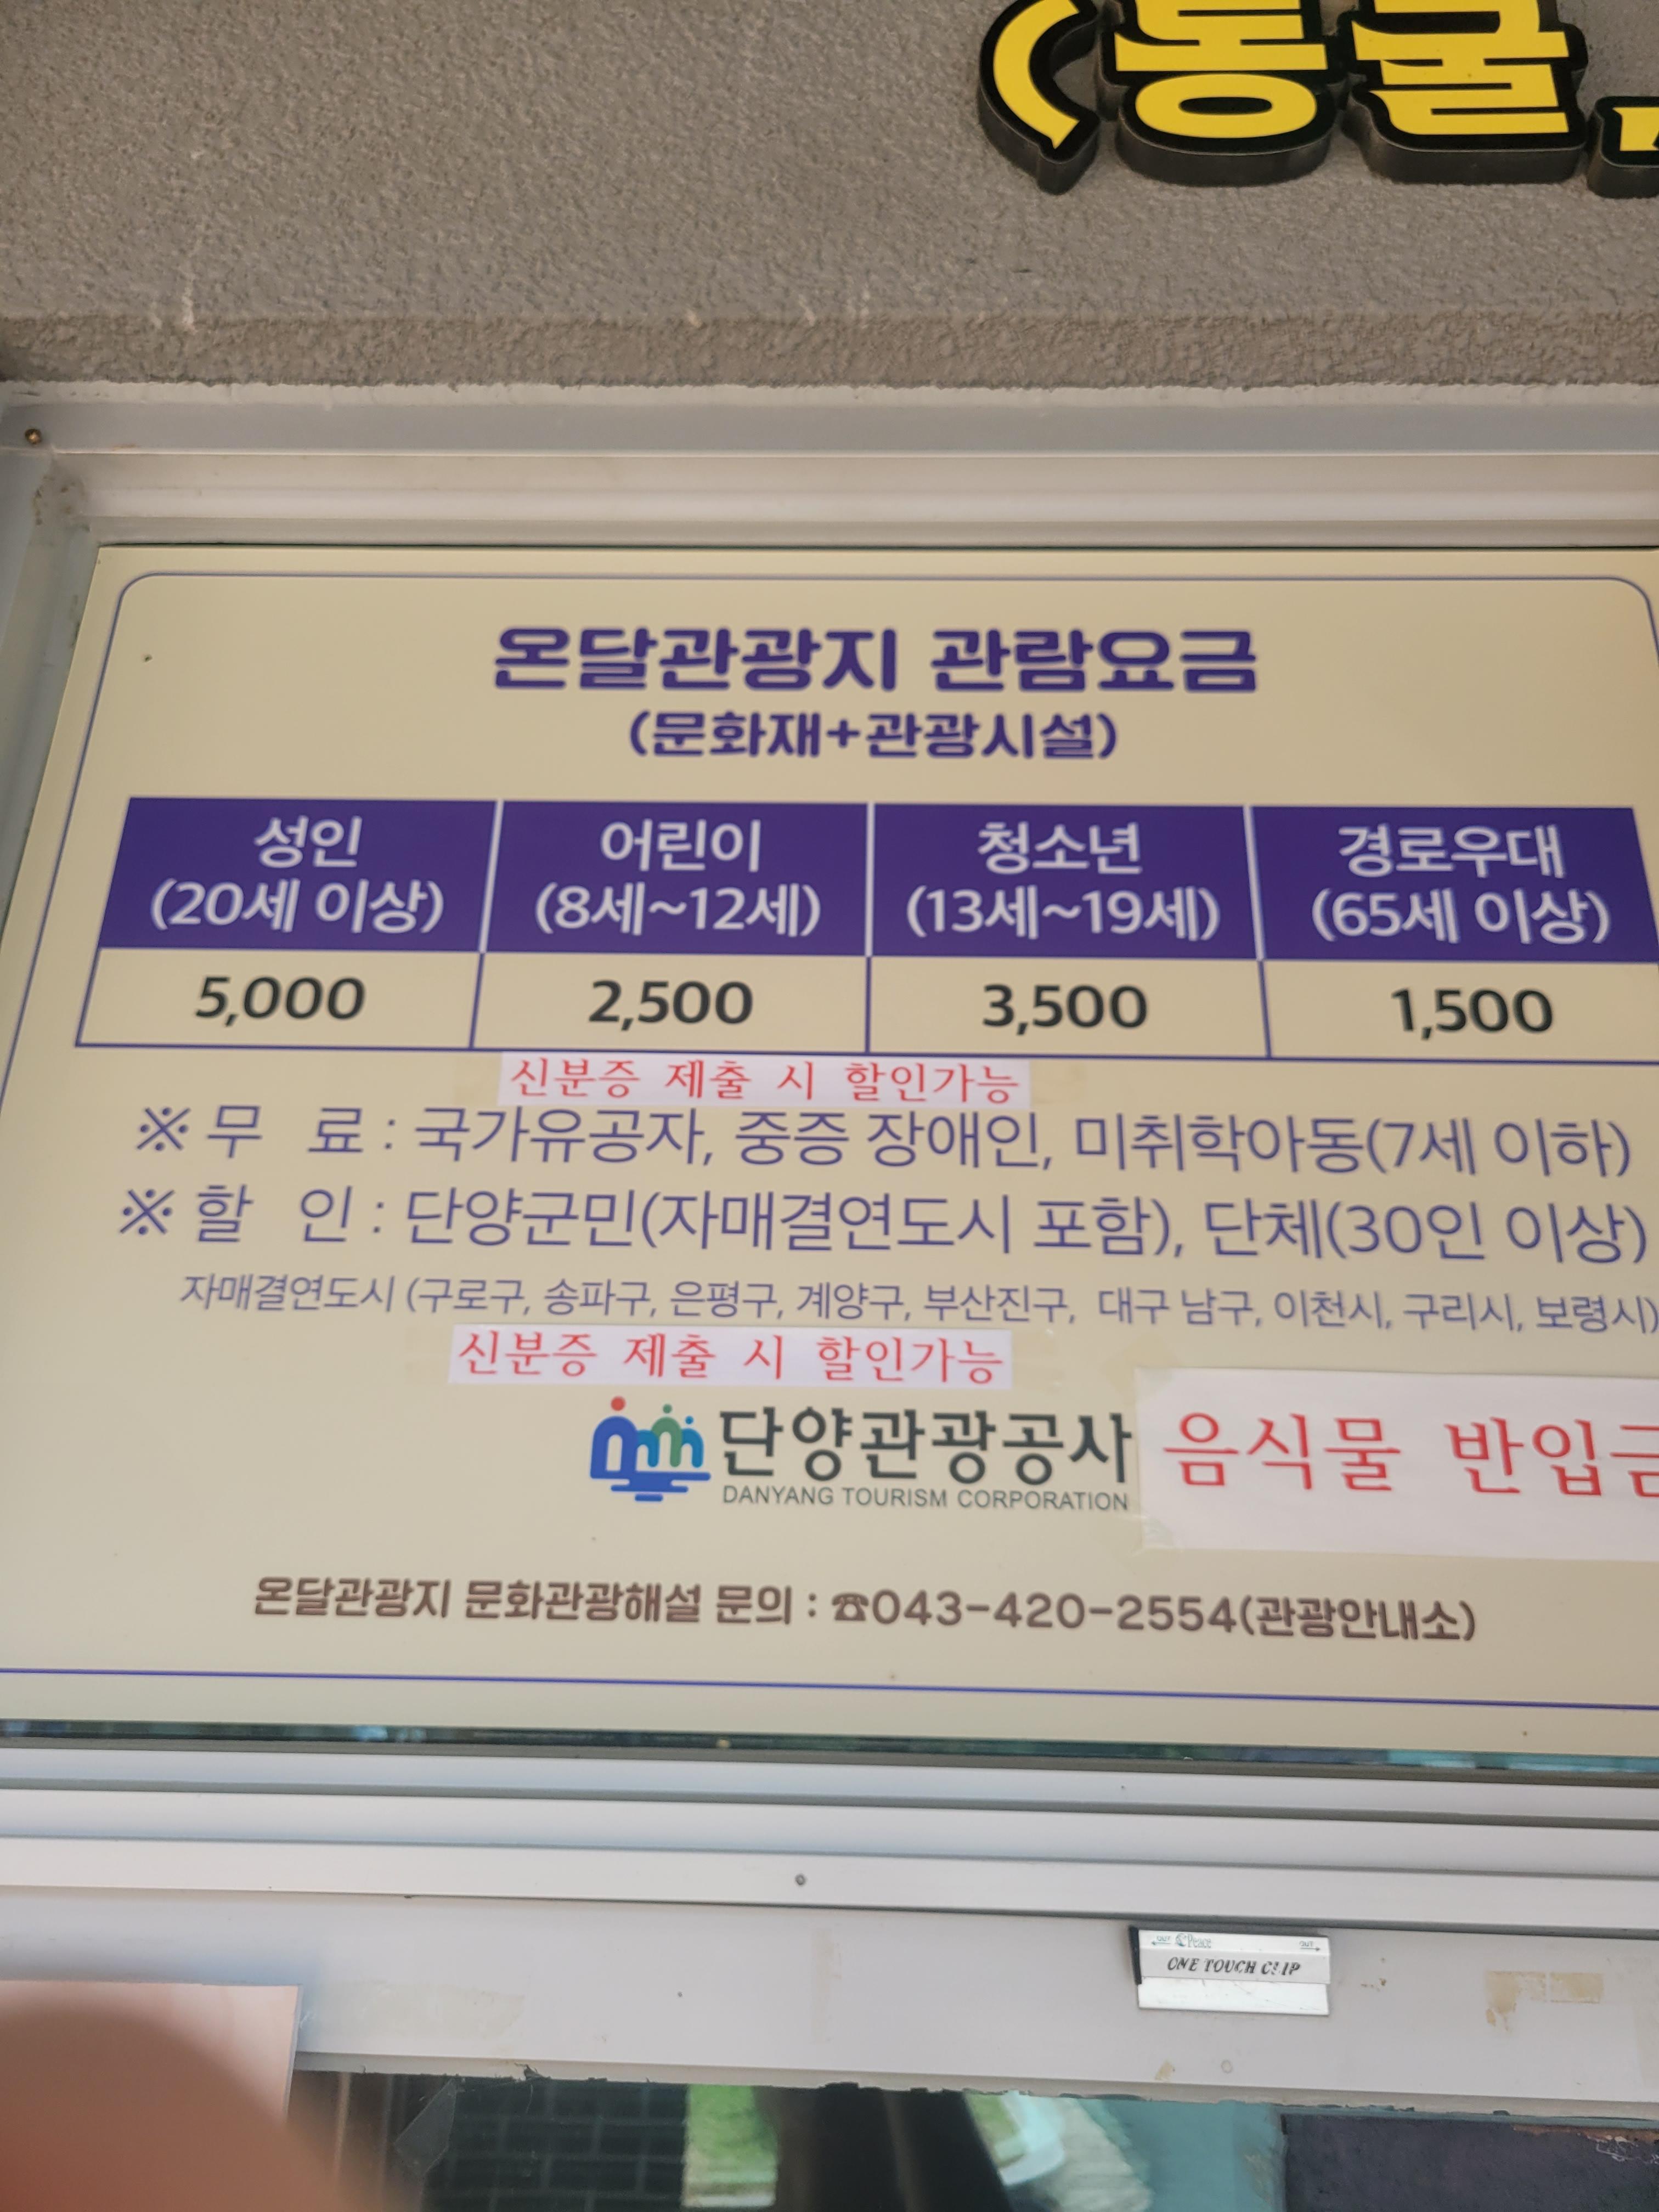 (동굴,
온달관광지 관람요금
(문화재+관광시설)
성인 어린이 청소년 경로우대
(20세 이상) (8세~12세) (13세~19세) (65세 이상)
5,000 2,500 3,500 1,500
신분증 제출 시 할인가능
※ 무 료 : 국가유공자, 중증 장애인, 미취학아동(7세 이하)
※ 할 인 : 단양군민(자매결연도시 포함), 단체(30인 이상)
자매결연도시 (구로구, 송파구, 은평구, 계양구, 부산진구, 대구 남구, 이천시, 구리시, 보령시)
신분증 제출 시 할인가능
단양관광공사 음식물 반입
DANYANG TOURISM CORPORATION
온달관광지 문화관광해설 문의 : ☎043-420-2554(관광안내소)
OUT Peace OUT
ONE TOUCH CLIP